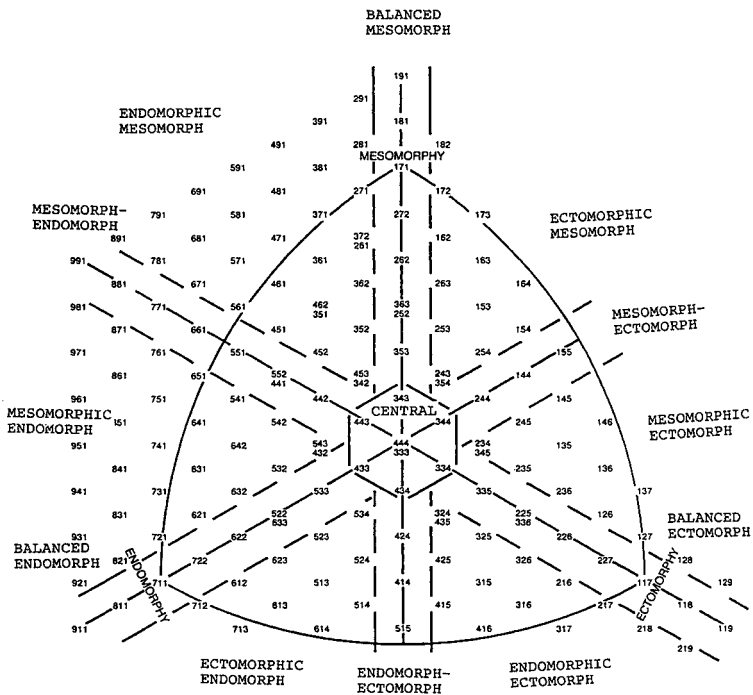 BALANCED
MESOMORPH
191
291
ENDOMORPHIC
MESOMORPH
391 181
491 281 182
MESOMORPHY
591 381 171
691 481 271 172
MESOMORPH-
ENDOMORPH
791 581 371 272 173
ECTOMORPHIC
MESOMORPH
891 681 471 372 162
261
991 781 571 361 262 163
881 671 461 362 263 164
981 771 561 462 363 153
351 252
MESOMORPH-
ECTOMORPH
871 661 451 352 253 154
971 761 551 452 353 254 155
861 651 552 453 243 144
441 342 354
961 751 541 442 343 244 145
MESOMORPHIC
ENDOMORPH
CENTRAL
MESOMORPHIC
ECTOMORPH
851 641 542 443 344 245 146
951 741 642 543 444 234 135
432 333 345
841 631 532 433 334 235 136
941 731 632 533 434 335 236 137
831 621 522 534 324 225 126
633 435 336
BALANCED
ECTOMORPH
931 721 622 523 424 325 226 127
BALANCED
ENDOMORPH
821 722 623 524 425 326 227 128
921 711 612 513 414 315 216 117 129
ENDOMORPHY
ECTOMORPHY
811 712 613 514 415 316 217 118
911 713 614 515 416 317 218 119
219
ECTOMORPHIC
ENDOMORPH
ENDOMORPH-
ECTOMORPH
ENDOMORPHIC
ECTOMORPH